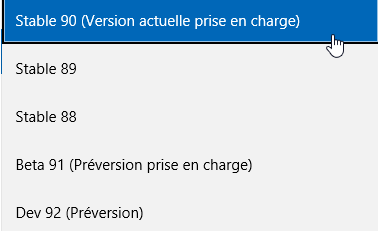 Stable 90 (Version actuelle prise en charge)
Stable 89
Stable 88
Beta 91 (Préversion prise en charge)
Dev 92 (Préversion)